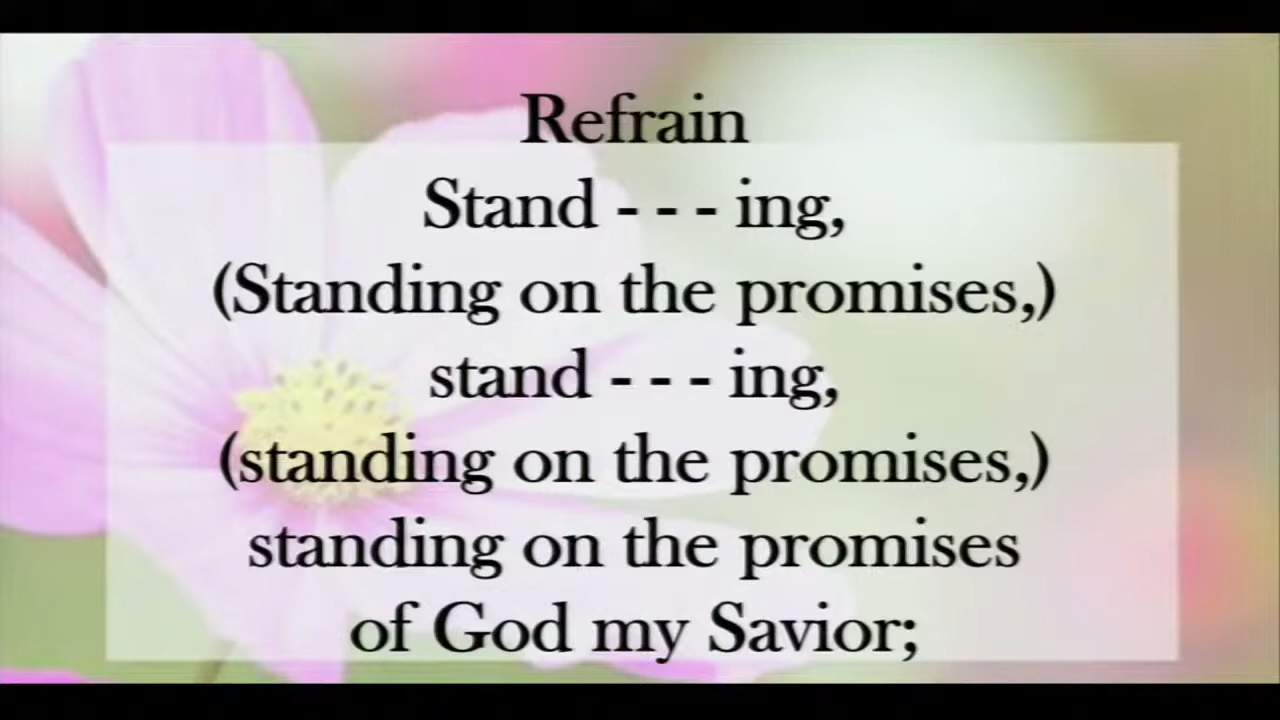 Refrain
Stand - - - ing,
(Standing on the promises,)
stand - - - ing,
(standing on the promises,)
standing on the promises
of God my Savior;